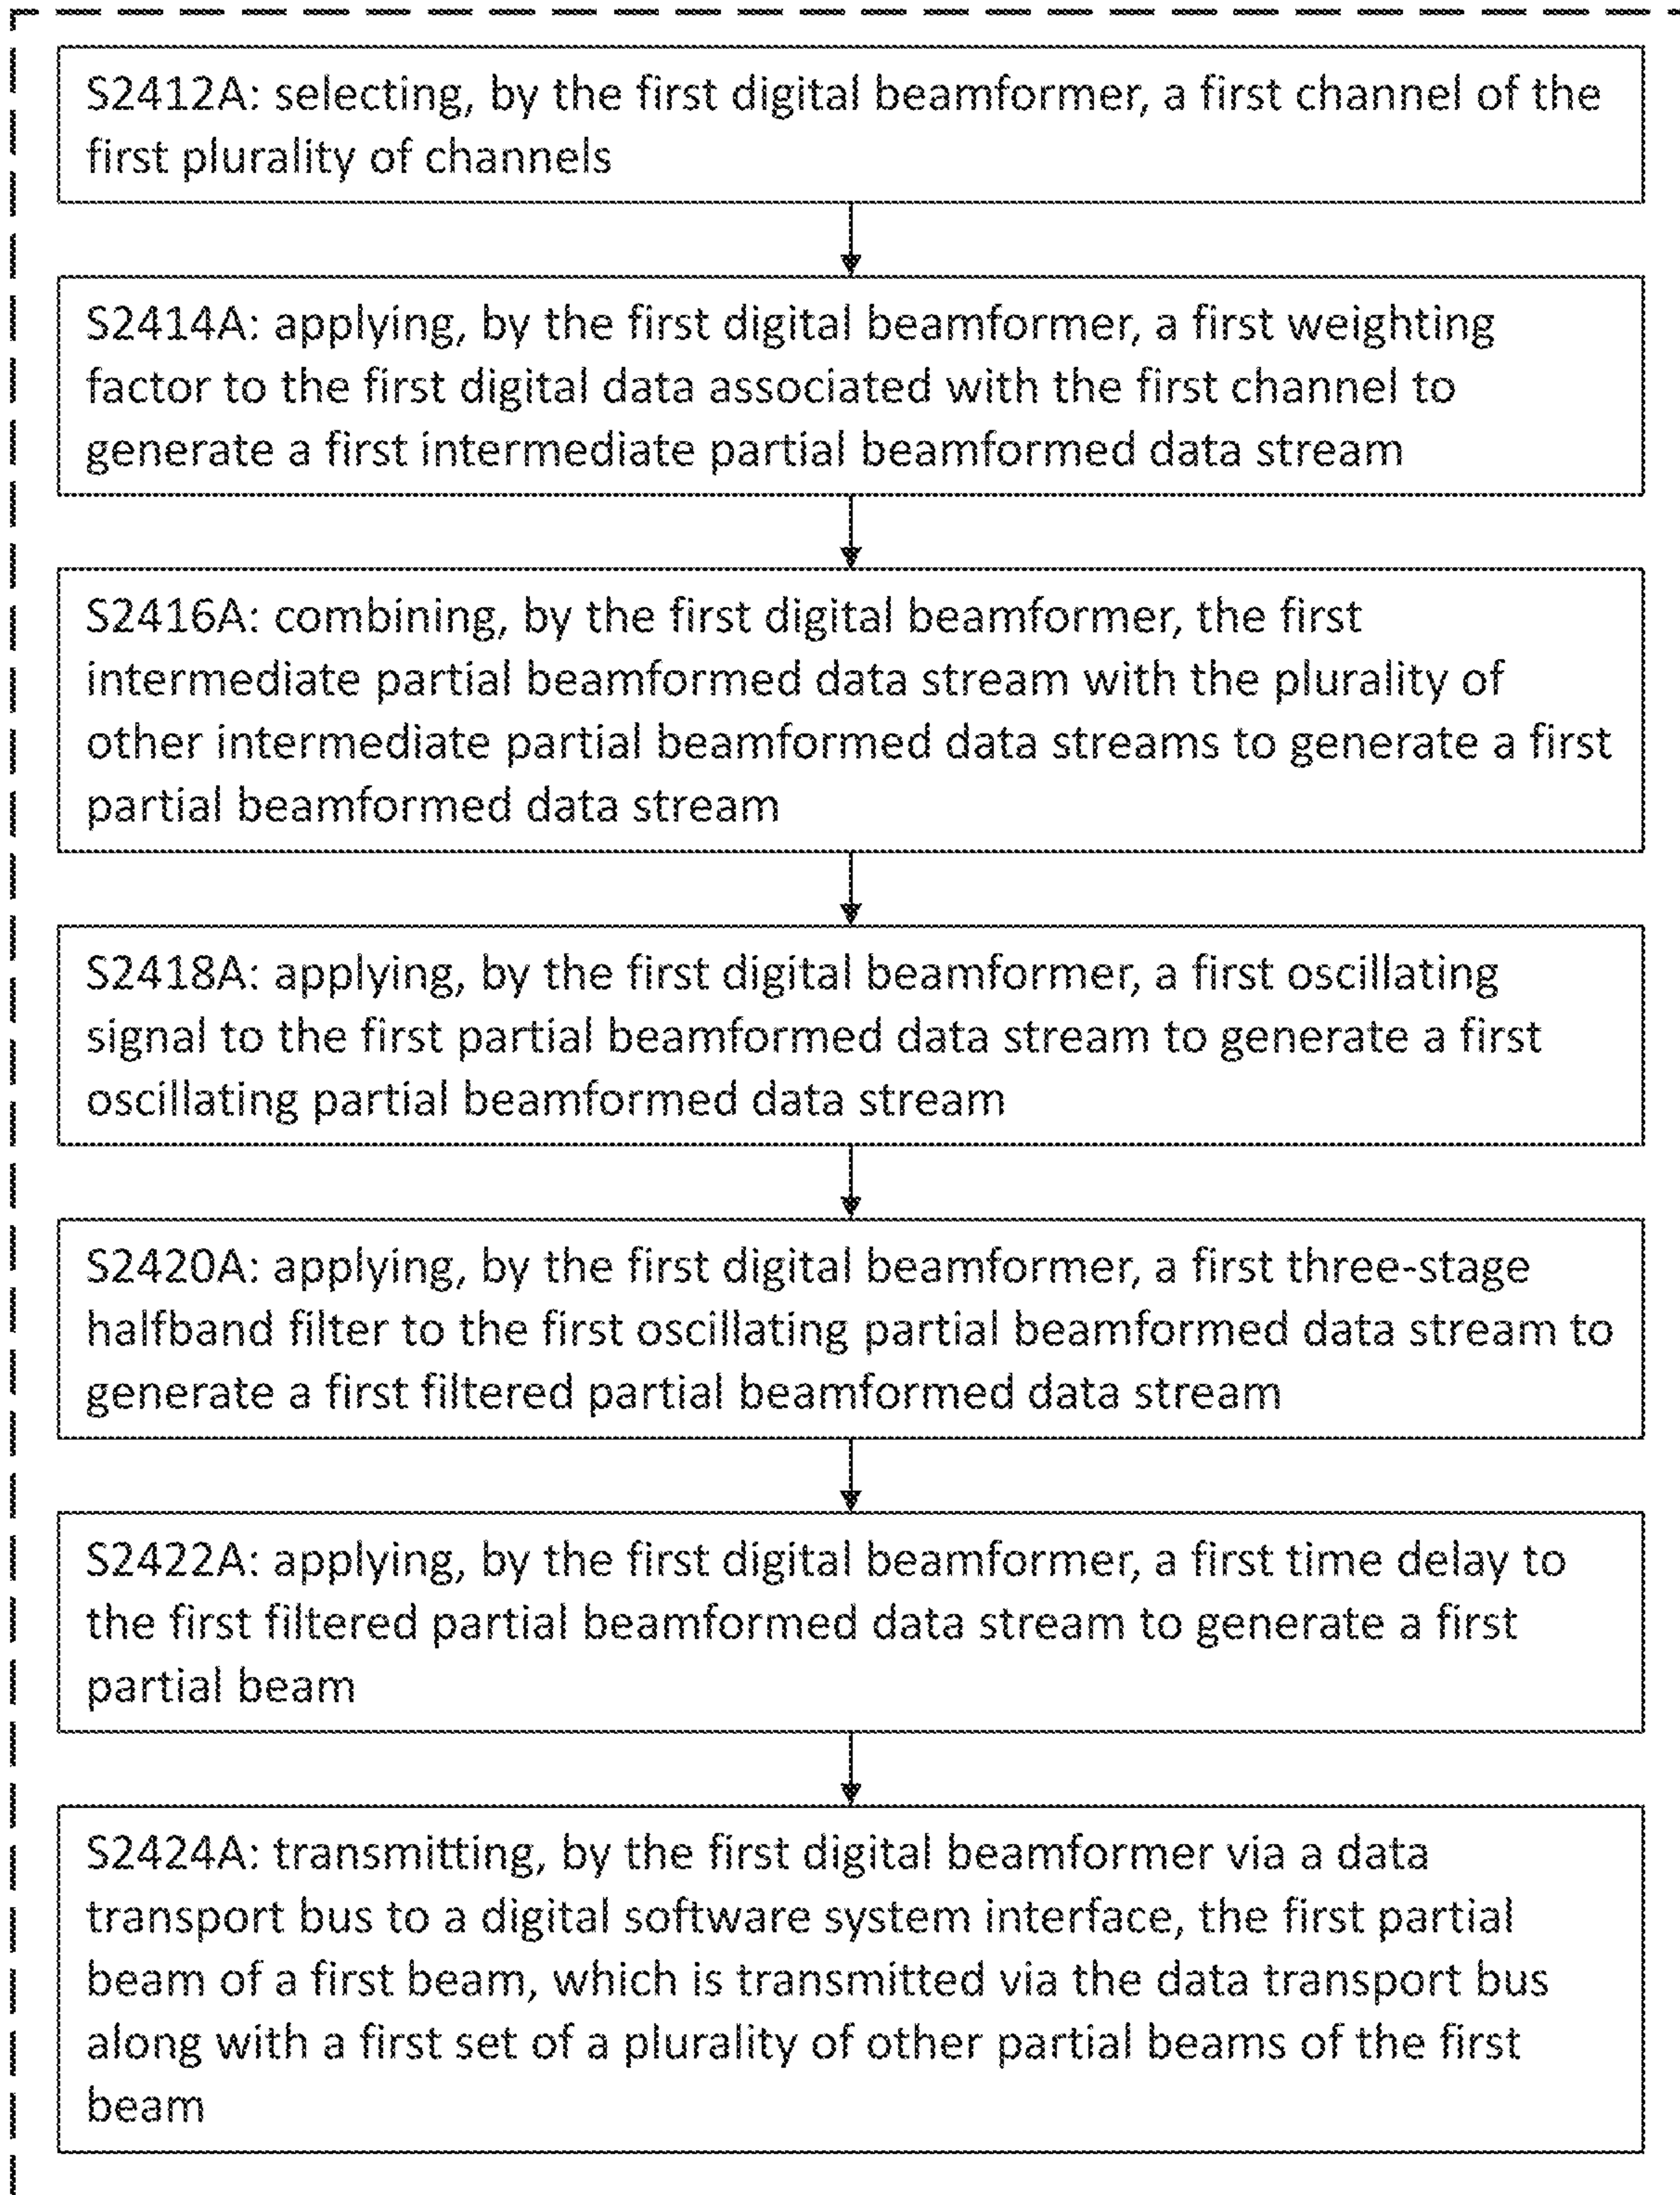 S2412A: selecting, by the first digital beamformer, a first channel of the
first plurality of channels
S2414A: applying, by the first digital beamformer, a first weighting
factor to the first digital data associated with the first channel to
generate a first intermediate partial beamformed data stream
S2416A: combining, by the first digital beamformer, the first
intermediate partial beamformed data stream with the plurality of
other intermediate partial beamformed data streams to generate a first
partial beamformed data stream
S2418A: applying, by the first digital beamformer, a first oscillating
signal to the first partial beamformed data stream to generate a first
oscillating partial beamformed data stream
S2420A: applying, by the first digital beamformer, a first three-stage
halfband filter to the first oscillating partial beamformed data stream to
generate a first filtered partial beamformed data stream
S2422A: applying, by the first digital beamformer, a first time delay to
the first filtered partial beamformed data stream to generate a first
partial beam
S2424A: transmitting, by the first digital beamformer via a data
transport bus to a digital software system interface, the first partial
beam of a first beam, which is transmitted via the data transport bus
along with a first set of a plurality of other partial beams of the first
beam